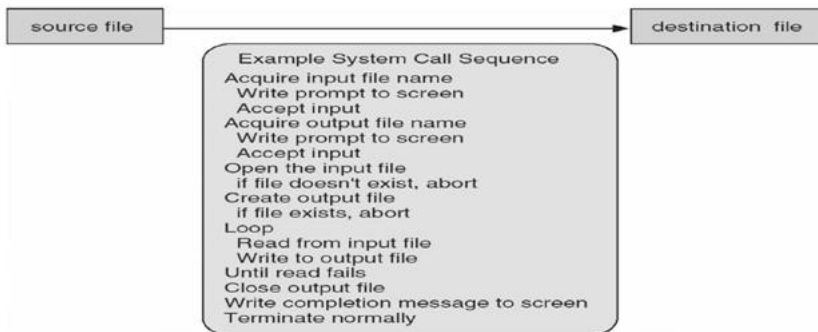 source file
destination file
Example System Call Sequence
Acquire input file name
Write prompt to screen
Accept input
Acquire output file name
Write prompt to screen
Accept input
Open the input file
if file doesn't exist, abort
Create output file
if file exists, abort
Loop
Read from input file
Write to output file
Until read fails
Close output file
Write completion message to screen
Terminate normally